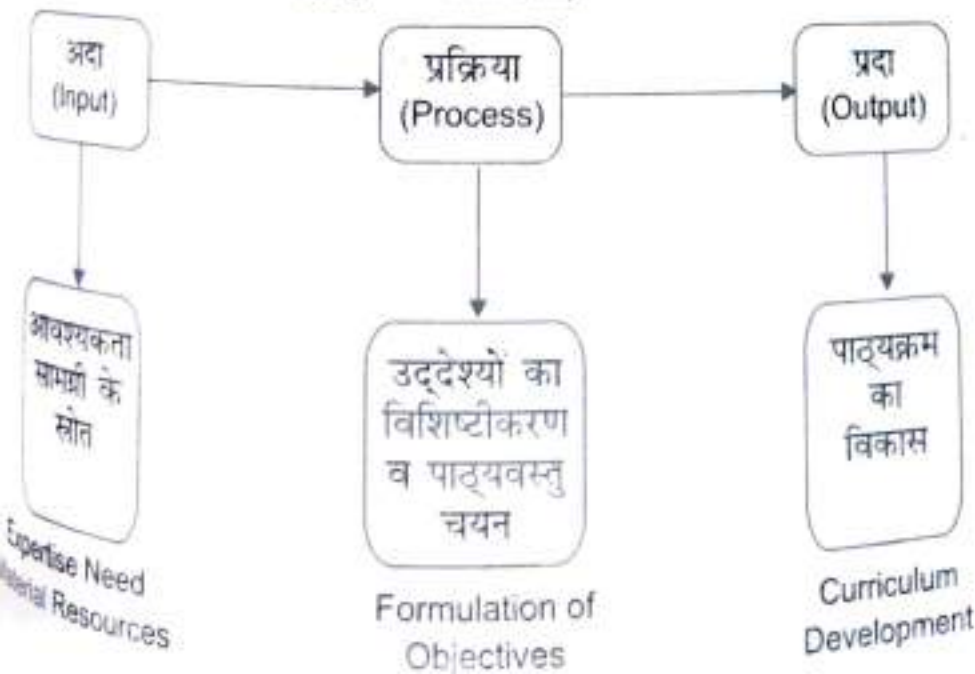 अदा
(Input)
प्रक्रिया
(Process)
प्रदा
(Output)
आवश्यकता
सामग्री के
स्रोत
उद्देश्यों का
विशिष्टीकरण
व पाठ्यवस्तु
चयन
पाठ्यक्रम
का
विकास
Expertise Need
Material Resources
Formulation of
Objectives
Curriculum
Development